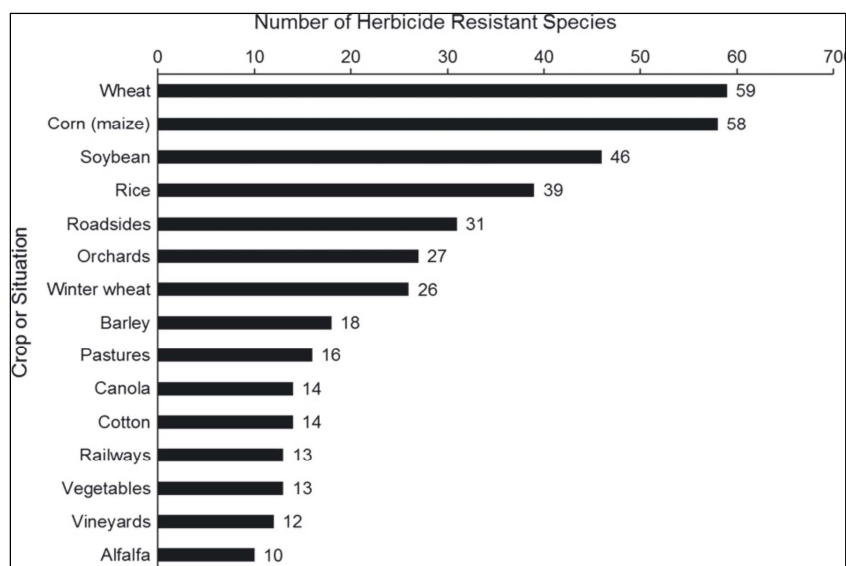 Number of Herbicide Resistant Species
0 10 20 30 40 50 60 70
Crop or Situation
Wheat 59
Corn (maize) 58
Soybean 46
Rice 39
Roadsides 31
Orchards 27
Winter wheat 26
Barley 18
Pastures 16
Canola 14
Cotton 14
Railways 13
Vegetables 13
Vineyards 12
Alfalfa 10